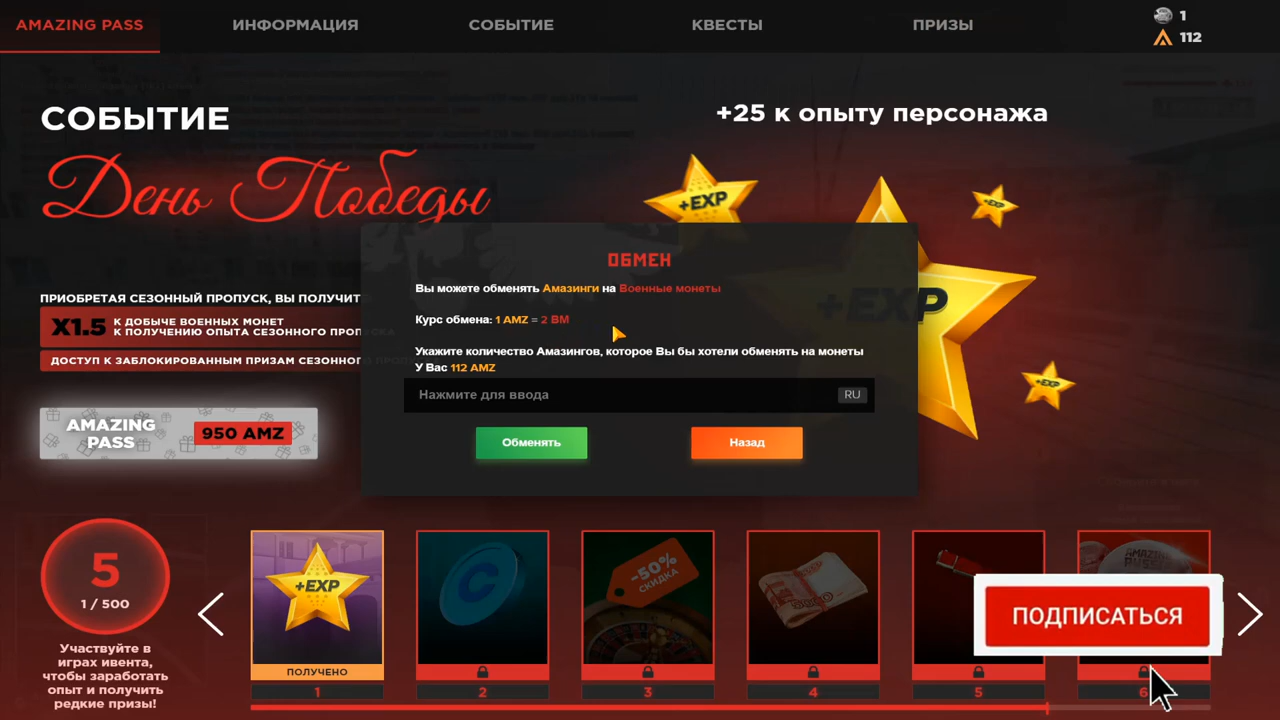 AMAZING PASS
ИНФОРМАЦИЯ
СОБЫТИЕ
КВЕСТЫ
ПРИЗЫ
1
112
СОБЫТИЕ
День Победы
+25 к опыту персонажа
+EXP
+EXP
+EXP
+EXP
ПРИОБРЕТАЯ СЕЗОННЫЙ ПРОПУСК, ВЫ ПОЛУЧИТ
X1.5
К ДОБЫЧЕ ВОЕННЫХ МОНЕТ
К ПОЛУЧЕНИЮ ОПЫТА СЕЗОННОГО ПРОПУСКА
ДОСТУП К ЗАБЛОКИРОВАННЫМ ПРИЗАМ СЕЗОННОГО
AMAZING
PASS
950 AMZ
ОБМЕН
Вы можете обменять Амазинги на Военные монеты
Курс обмена: 1 AMZ = 2 ВМ
Укажите количество Амазингов, которое Вы бы хотели обменять на монеты
У Вас 112 AMZ
Нажмите для ввода
RU
Обменять
Назад
5
1 / 500
Участвуйте в
играх ивента,
чтобы заработать
опыт и получить
редкие призы!
+EXP
ПОЛУЧЕНО
1
2
-50%
СКИДКА
3
4
5
6
ПОДПИСАТЬСЯ